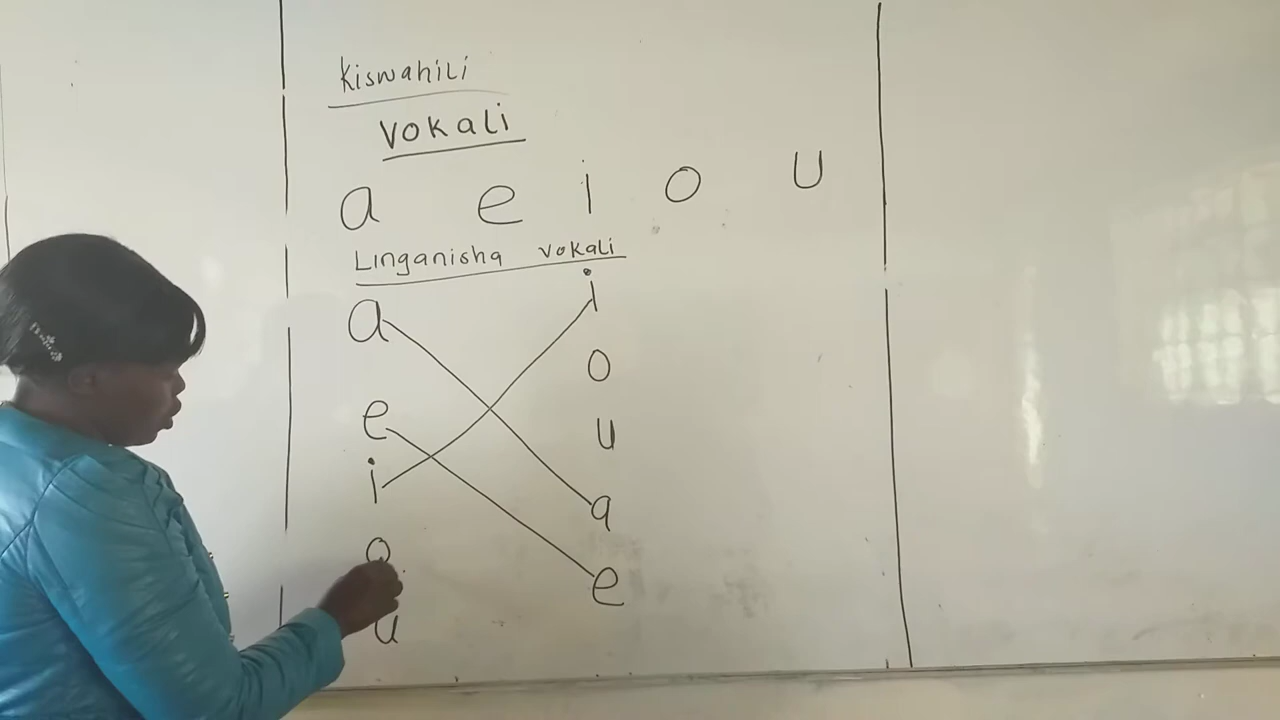 Kiswahili
Vokali
a e i o u
Linganisha vokali
a i
e o
i u
o a
u e